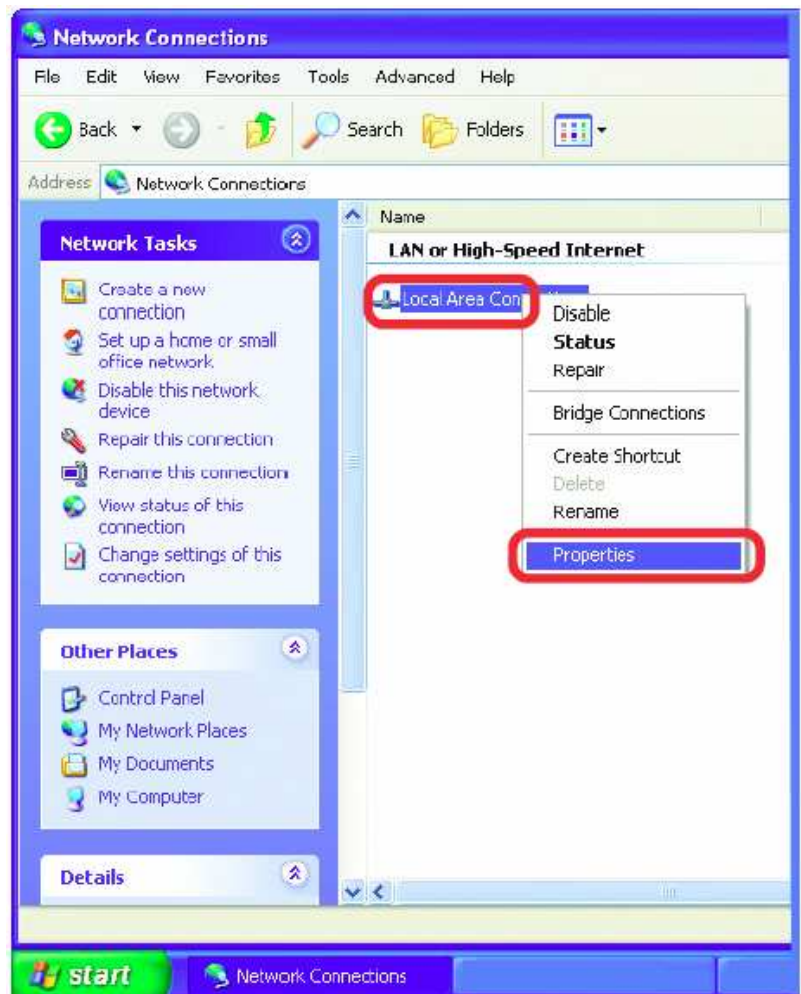 Network Connections
File Edit View Favorites Tools Advanced Help
Back Search Folders
Address Network Connections
Network Tasks
Create a new
connection
Set up a home or small
office network
Disable this network
device
Repair this connection
Rename this connection
View status of this
connection
Change settings of this
connection
Other Places
Control Panel
My Network Places
My Documents
My Computer
Details
Name
LAN or High-Speed Internet
Local Area Con
Disable
Status
Repair
Bridge Connections
Create Shortcut
Delete
Rename
Properties
start Network Connections